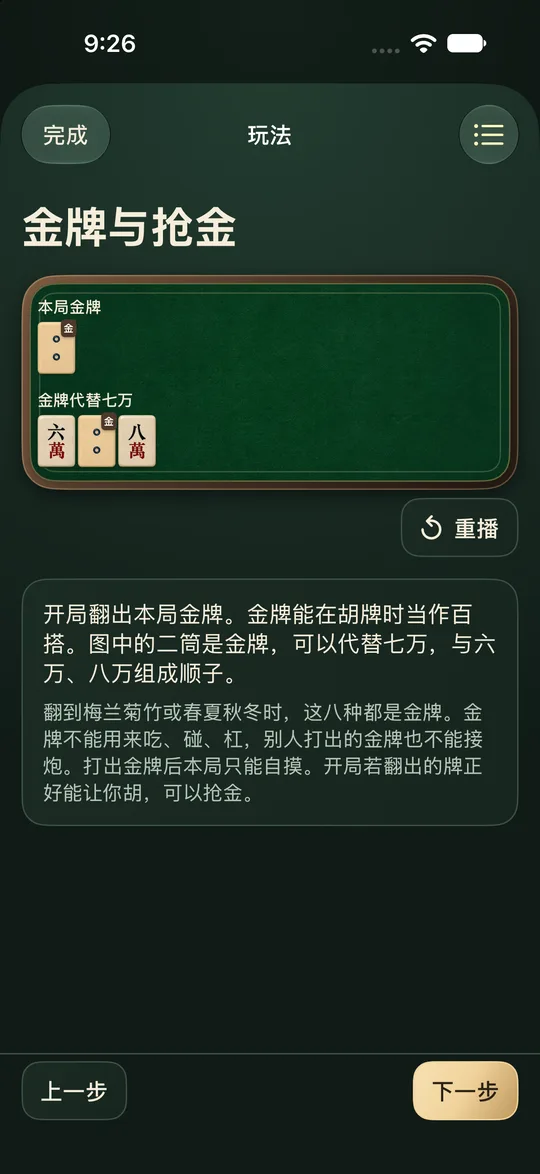 9:26
完成
玩法
金牌与抢金
本局金牌
金
金牌代替七万
六萬
金
八萬
重播
开局翻出本局金牌。金牌能在胡牌时当作百
搭。图中的二筒是金牌，可以代替七万，与六
万、八万组成顺子。
翻到梅兰菊竹或春夏秋冬时，这八种都是金牌。金
牌不能用来吃、碰、杠，别人打出的金牌也不能接
炮。打出金牌后本局只能自摸。开局若翻出的牌正
好能让你胡，可以抢金。
上一步
下一步